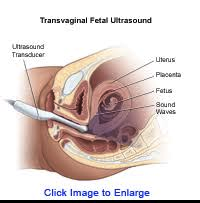 Transvaginal Fetal Ultrasound
Ultrasound
Transducer
Uterus
Placenta
Fetus
Sound
Waves
Click Image to Enlarge